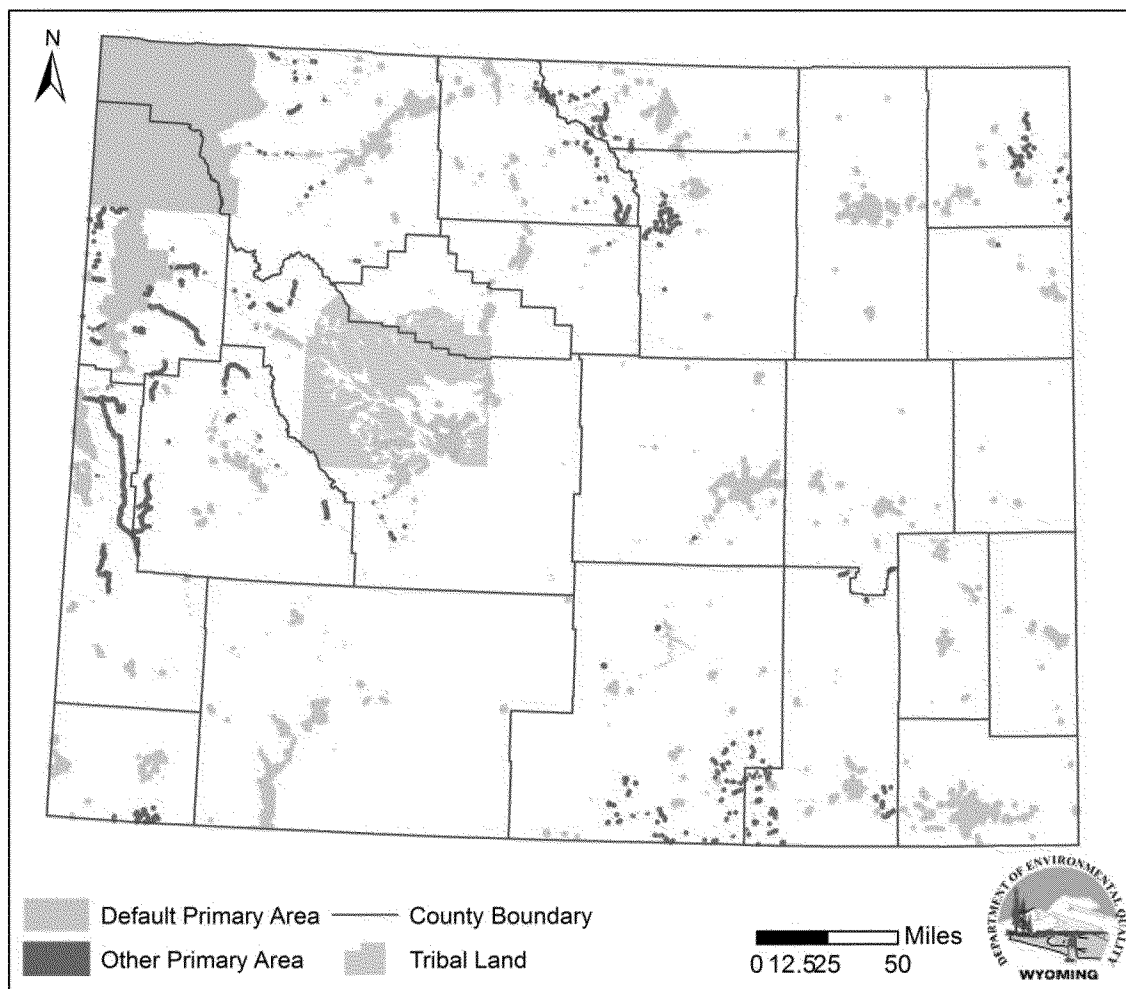 N
Default Primary Area
County Boundary
Other Primary Area
Tribal Land
Miles
0 12.525 50
DEPARTMENT OF ENVIRONMENTAL QUALITY
WYOMING